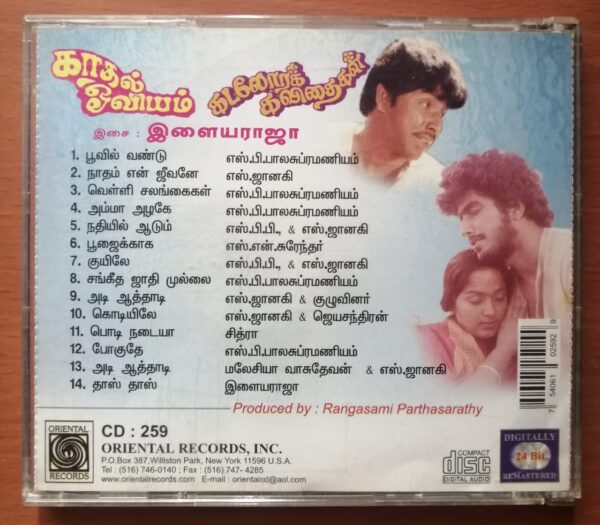 காதல் ஓவியம்
கடலோரக் கவிதைகள்
இசை : இளையராஜா
1. பூவில் வண்டு எஸ்.பி.பாலசுப்ரமணியம்
2. நாதம் என் ஜீவனே எஸ்.ஜானகி
3. வெள்ளி சலங்கைகள் எஸ்.பி.பாலசுப்ரமணியம்
4. அம்மா அழகே எஸ்.பி.பாலசுப்ரமணியம்
5. நதியில் ஆடும் எஸ்.பி.பி., & எஸ்.ஜானகி
6. பூஜைக்காக எஸ்.என்.சுரேந்தர்
7. குயிலே எஸ்.பி.பி., & எஸ்.ஜானகி
8. சங்கீத ஜாதி முல்லை எஸ்.பி.பாலசுப்ரமணியம்
9. அடி ஆத்தாடி எஸ்.ஜானகி & குழுவினர்
10. கொடியிலே எஸ்.ஜானகி & ஜெயசந்திரன்
11. பொடி நடையா சித்ரா
12. போகுதே எஸ்.பி.பாலசுப்ரமணியம்
13. அடி ஆத்தாடி மலேசியா வாசுதேவன் & எஸ்.ஜானகி
14. தாஸ் தாஸ் இளையராஜா
Produced by : Rangasami Parthasarathy
7 54061 02592 9
ORIENTAL RECORDS
CD : 259
ORIENTAL RECORDS, INC.
P.O.Box 387,Williston Park, New York 11596 U.S.A.
Tel : (516) 746-0140 ; Fax : (516) 747- 4285
www.orientalrecords.com E-mail : orientalcd@aol.com
COMPACT disc DIGITAL AUDIO
DIGITALLY 24 Bit REMASTERED